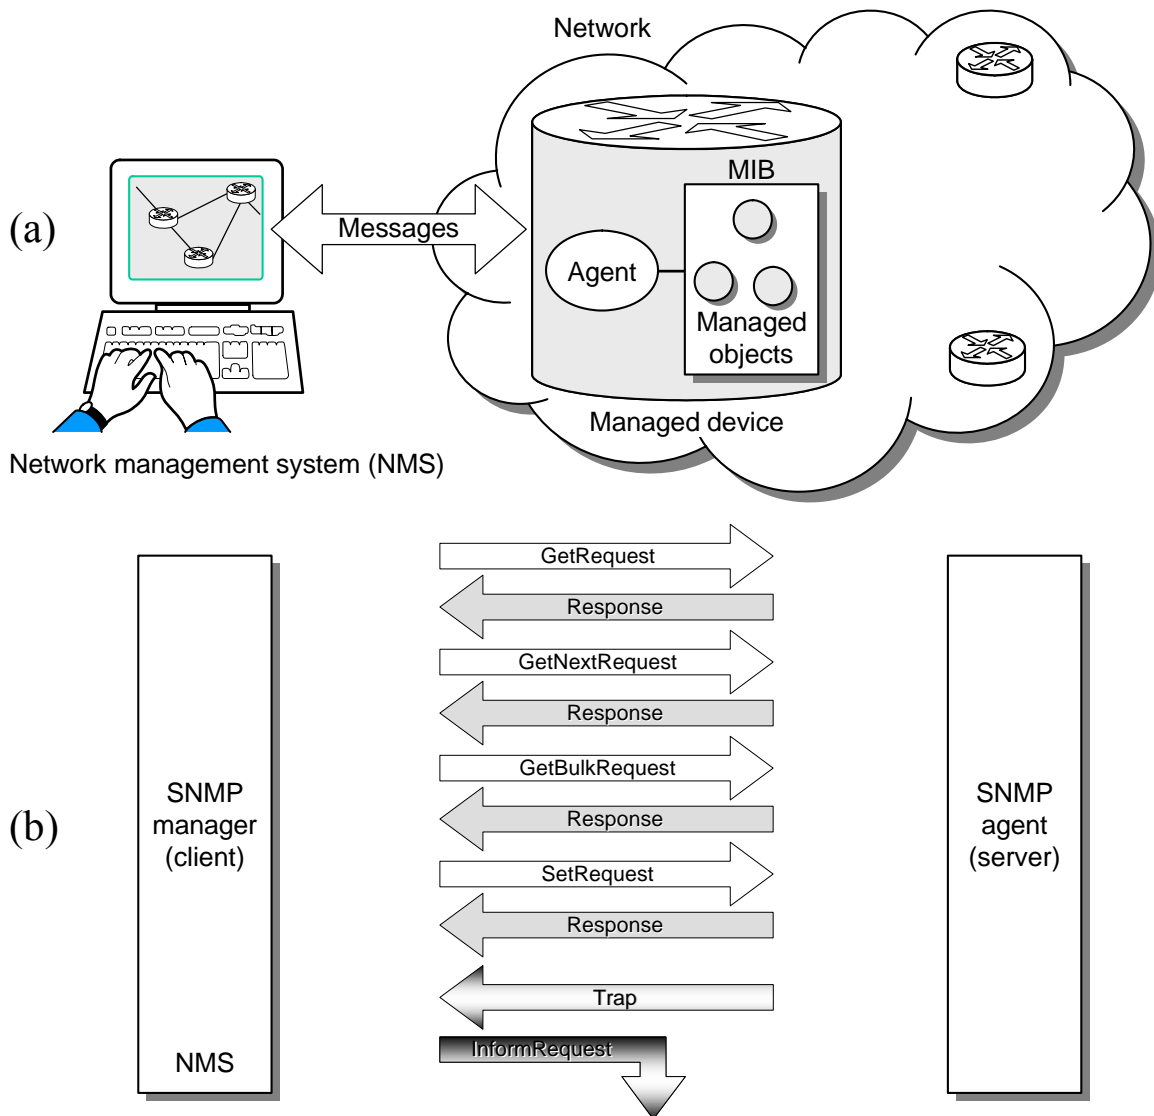 Network
(a)
Messages
MIB
Agent
Managed
objects
Managed device
Network management system (NMS)
(b)
SNMP
manager
(client)
NMS
GetRequest
Response
GetNextRequest
Response
GetBulkRequest
Response
SetRequest
Response
Trap
InformRequest
SNMP
agent
(server)